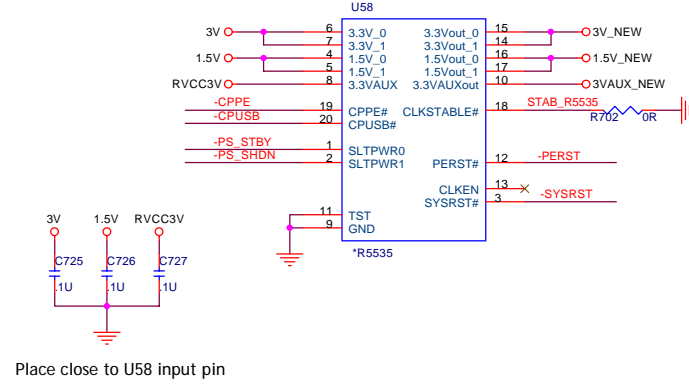 U58
3V 6 3.3V_0 3.3Vout_0 15 3V_NEW
7 3.3V_1 3.3Vout_1 14
1.5V 4 1.5V_0 1.5Vout_0 16 1.5V_NEW
5 1.5V_1 1.5Vout_1 17
RVCC3V 8 3.3VAUX 3.3VAUXout 10 3VAUX_NEW
-CPPE 19 CPPE# CLKSTABLE# 18 STAB_R5535
-CPUSB 20 CPUSB# R702 0R
-PS_STBY 1 SLTPWR0
-PS_SHDN 2 SLTPWR1 PERST# 12 -PERST
CLKEN 13
SYSRST# 3 -SYSRST
11 TST
9 GND
*R5535
3V 1.5V RVCC3V
C725 C726 C727
.1U .1U .1U
Place close to U58 input pin